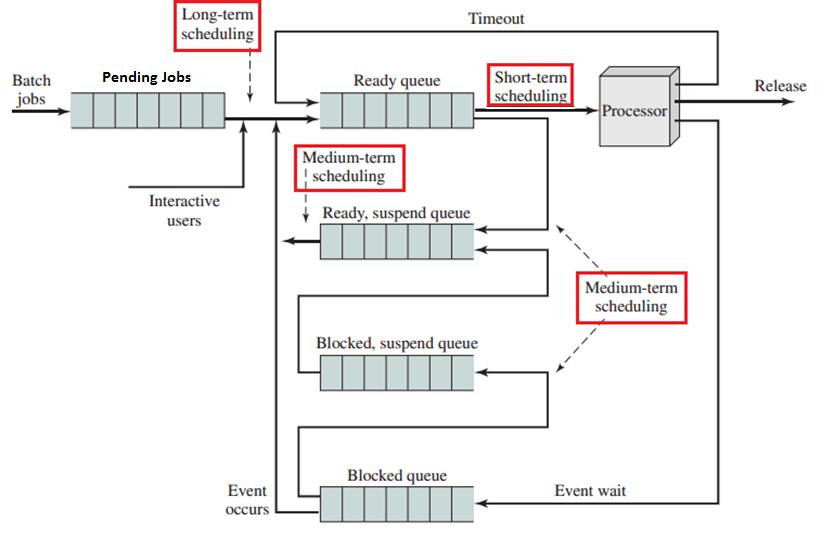 Long-term
scheduling
Timeout
Batch
jobs
Pending Jobs
Ready queue
Short-term
scheduling
Processor
Release
Interactive
users
Medium-term
scheduling
Ready, suspend queue
Medium-term
scheduling
Blocked, suspend queue
Blocked queue
Event
occurs
Event wait